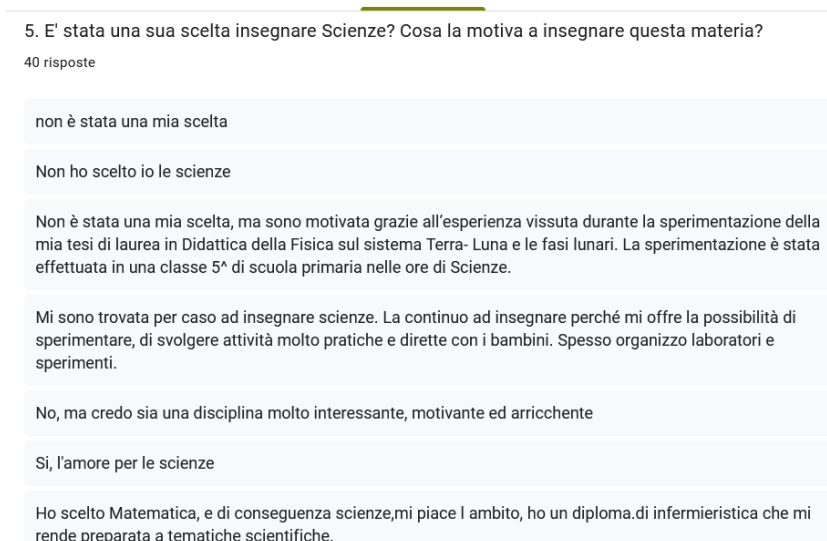 5. E' stata una sua scelta insegnare Scienze? Cosa la motiva a insegnare questa materia?
40 risposte
non è stata una mia scelta
Non ho scelto io le scienze
Non è stata una mia scelta, ma sono motivata grazie all’esperienza vissuta durante la sperimentazione della
mia tesi di laurea in Didattica della Fisica sul sistema Terra- Luna e le fasi lunari. La sperimentazione è stata
effettuata in una classe 5^ di scuola primaria nelle ore di Scienze.
Mi sono trovata per caso ad insegnare scienze. La continuo ad insegnare perché mi offre la possibilità di
sperimentare, di svolgere attività molto pratiche e dirette con i bambini. Spesso organizzo laboratori e
sperimenti.
No, ma credo sia una disciplina molto interessante, motivante ed arricchente
Si, l'amore per le scienze
Ho scelto Matematica, e di conseguenza scienze,mi piace l ambito, ho un diploma.di infermieristica che mi
rende preparata a tematiche scientifiche.